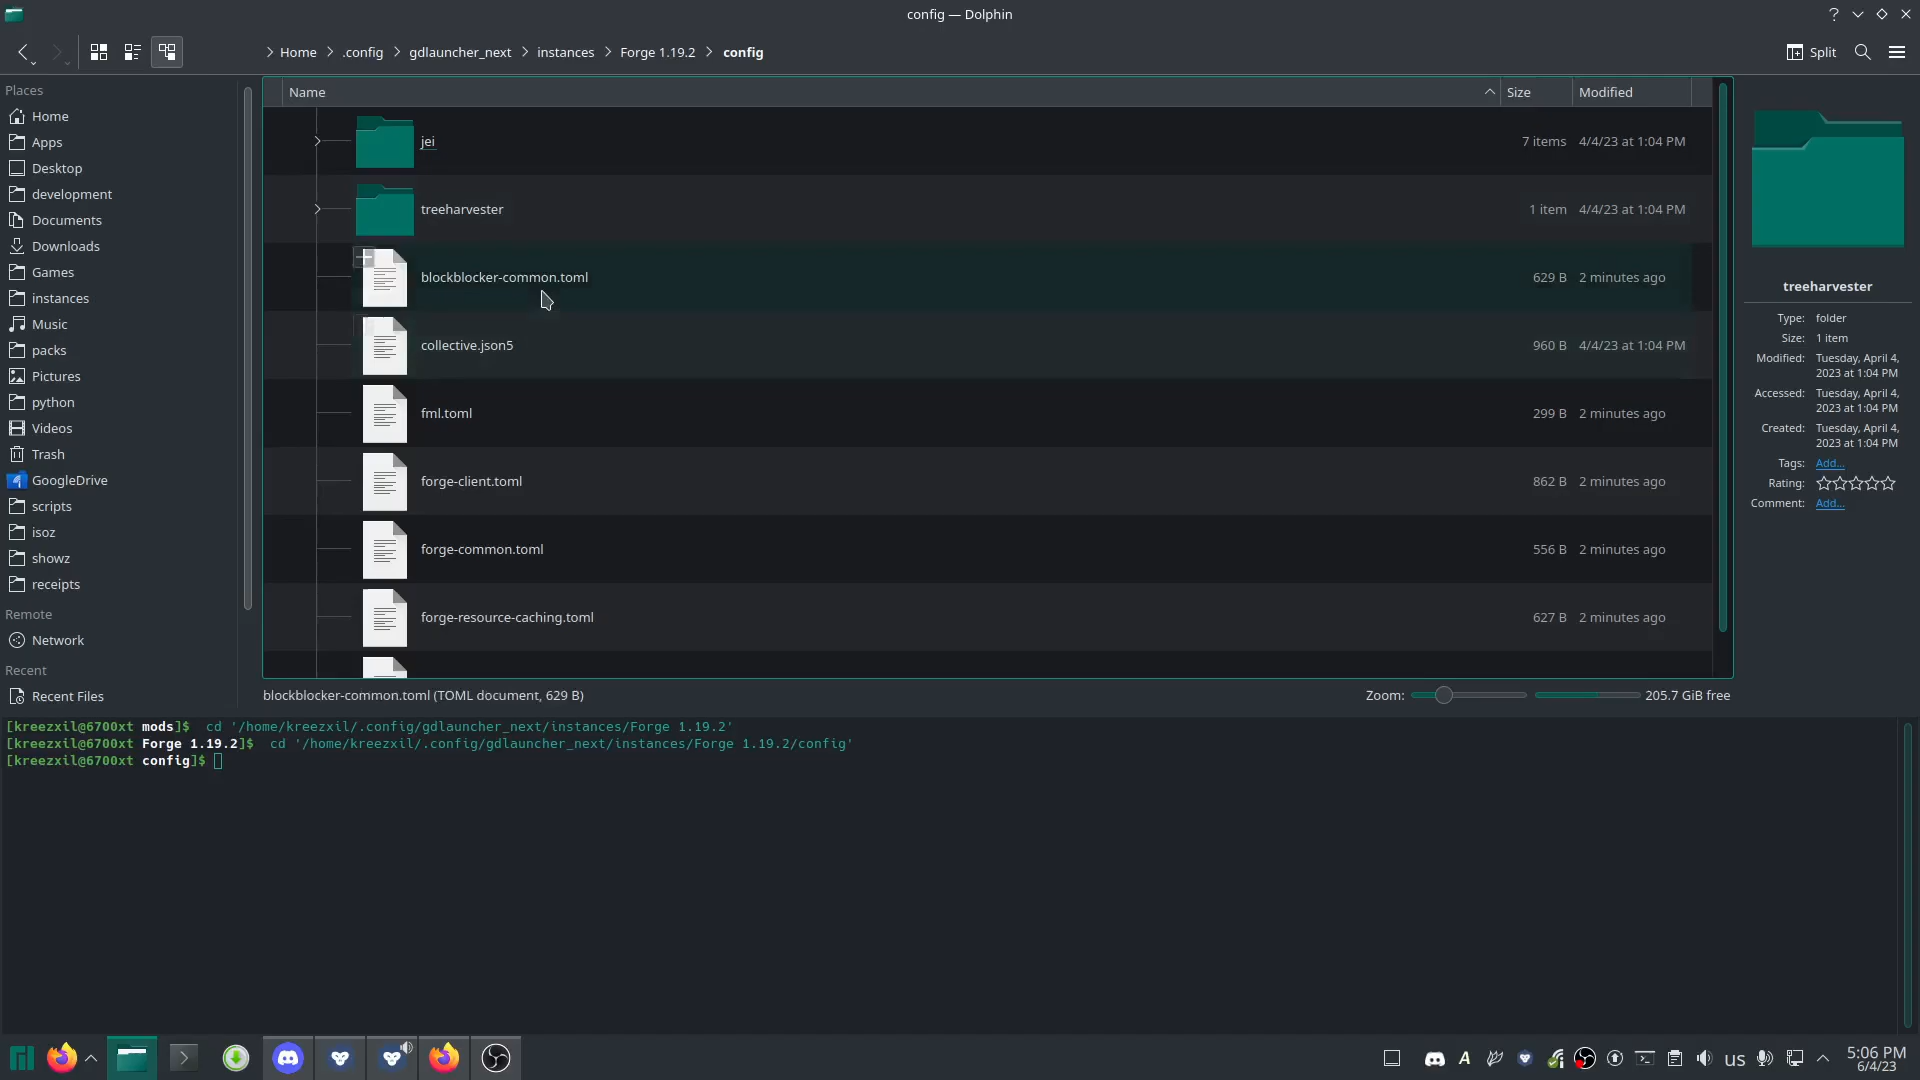 config — Dolphin
Home
.config
gdlauncher_next
instances
Forge 1.19.2
config
Split
Places
Home
Apps
Desktop
development
Documents
Downloads
Games
instances
Music
packs
Pictures
python
Videos
Trash
GoogleDrive
scripts
isoz
showz
receipts
Remote
Network
Recent
Recent Files
Name Size Modified
jei 7 items 4/4/23 at 1:04 PM
treeharvester 1 item 4/4/23 at 1:04 PM
blockblocker-common.toml 629 B 2 minutes ago
collective.json5 960 B 4/4/23 at 1:04 PM
fml.toml 299 B 2 minutes ago
forge-client.toml 862 B 2 minutes ago
forge-common.toml 556 B 2 minutes ago
forge-resource-caching.toml 627 B 2 minutes ago
blockblocker-common.toml (TOML document, 629 B)
Zoom:
205.7 GiB free
treeharvester
Type: folder
Size: 1 item
Modified: Tuesday, April 4,
2023 at 1:04 PM
Accessed: Tuesday, April 4,
2023 at 1:04 PM
Created: Tuesday, April 4,
2023 at 1:04 PM
Tags: Add...
Rating:
Comment: Add...
[kreezxil@6700xt mods]$ cd '/home/kreezxil/.config/gdlauncher_next/instances/Forge 1.19.2'
[kreezxil@6700xt Forge 1.19.2]$ cd '/home/kreezxil/.config/gdlauncher_next/instances/Forge 1.19.2/config'
[kreezxil@6700xt config]$
us
5:06 PM
6/4/23